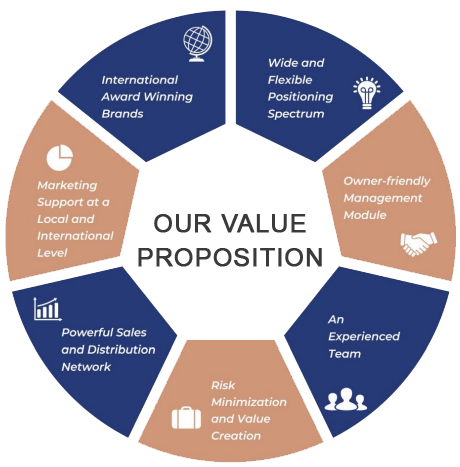 International
Award Winning
Brands
Wide and
Flexible
Positioning
Spectrum
Owner-friendly
Management
Module
An
Experienced
Team
Risk
Minimization
and Value
Creation
Powerful Sales
and Distribution
Network
Marketing
Support at a
Local and
International
Level
OUR VALUE
PROPOSITION